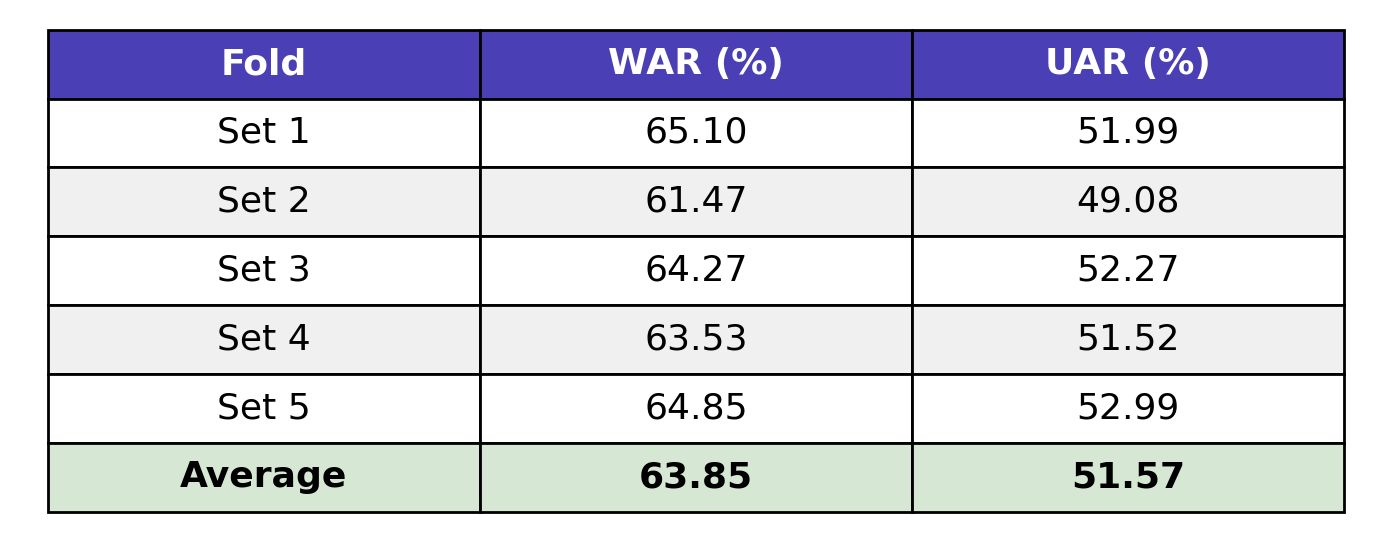 Fold WAR (%) UAR (%)
Set 1 65.10 51.99
Set 2 61.47 49.08
Set 3 64.27 52.27
Set 4 63.53 51.52
Set 5 64.85 52.99
Average 63.85 51.57